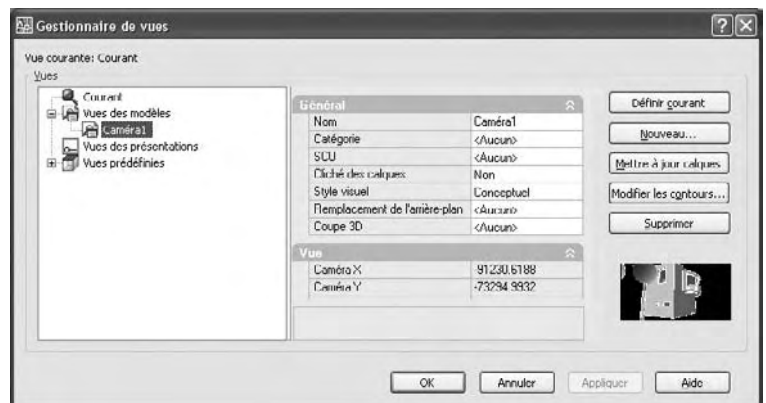 Gestionnaire de vues
Vue courante: Courant
Vues
Courant
Vues des modèles
Caméra1
Vues des présentations
Vues prédéfinies
Général
Nom Caméra1
Catégorie <Aucun>
SCU <Aucun>
Cliché des calques Non
Style visuel Conceptuel
Remplacement de l'arrière-plan <Aucun>
Coupe 3D <Aucun>
Vue
Caméra X -91230.6188
Caméra Y -73294.9932
Définir courant
Nouveau...
Mettre à jour calques
Modifier les contours...
Supprimer
OK Annuler Appliquer Aide